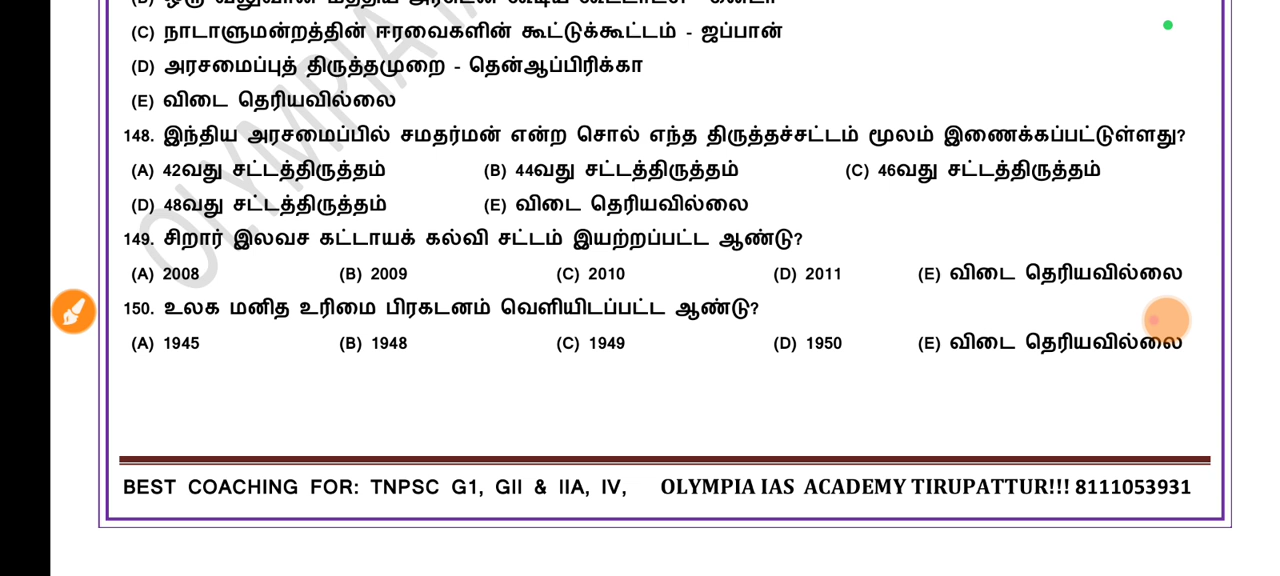 (C) நாடாளுமன்றத்தின் ஈரவைகளின் கூட்டுக்கூட்டம் - ஜப்பான்
(D) அரசமைப்புத் திருத்தமுறை - தென்ஆப்பிரிக்கா
(E) விடை தெரியவில்லை
148. இந்திய அரசமைப்பில் சமதர்மன் என்ற சொல் எந்த திருத்தச்சட்டம் மூலம் இணைக்கப்பட்டுள்ளது?
(A) 42வது சட்டத்திருத்தம் (B) 44வது சட்டத்திருத்தம் (C) 46வது சட்டத்திருத்தம்
(D) 48வது சட்டத்திருத்தம் (E) விடை தெரியவில்லை
149. சிறார் இலவச கட்டாயக் கல்வி சட்டம் இயற்றப்பட்ட ஆண்டு?
(A) 2008 (B) 2009 (C) 2010 (D) 2011 (E) விடை தெரியவில்லை
150. உலக மனித உரிமை பிரகடனம் வெளியிடப்பட்ட ஆண்டு?
(A) 1945 (B) 1948 (C) 1949 (D) 1950 (E) விடை தெரியவில்லை
BEST COACHING FOR: TNPSC G1, GII & IIA, IV, OLYMPIA IAS ACADEMY TIRUPATTUR!!! 8111053931
OLYMPIA